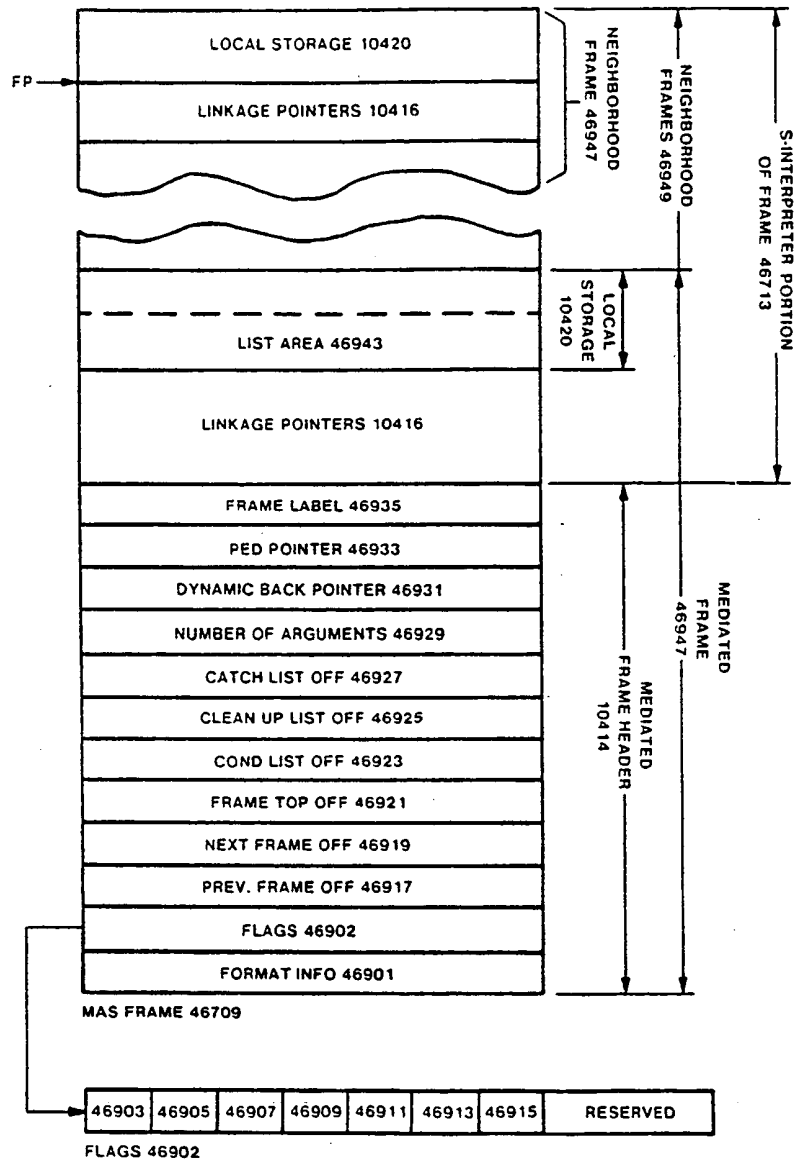 LOCAL STORAGE 10420
FP
LINKAGE POINTERS 10416
NEIGHBORHOOD
FRAME 46947
NEIGHBORHOOD
FRAMES 46949
S-INTERPRETER PORTION
OF FRAME 46713
LOCAL
STORAGE
10420
LIST AREA 46943
LINKAGE POINTERS 10416
FRAME LABEL 46935
PED POINTER 46933
DYNAMIC BACK POINTER 46931
NUMBER OF ARGUMENTS 46929
CATCH LIST OFF 46927
CLEAN UP LIST OFF 46925
COND LIST OFF 46923
FRAME TOP OFF 46921
NEXT FRAME OFF 46919
PREV. FRAME OFF 46917
FLAGS 46902
FORMAT INFO 46901
MEDIATED
FRAME HEADER
10414
MEDIATED
FRAME
46947
MAS FRAME 46709
46903 46905 46907 46909 46911 46913 46915 RESERVED
FLAGS 46902